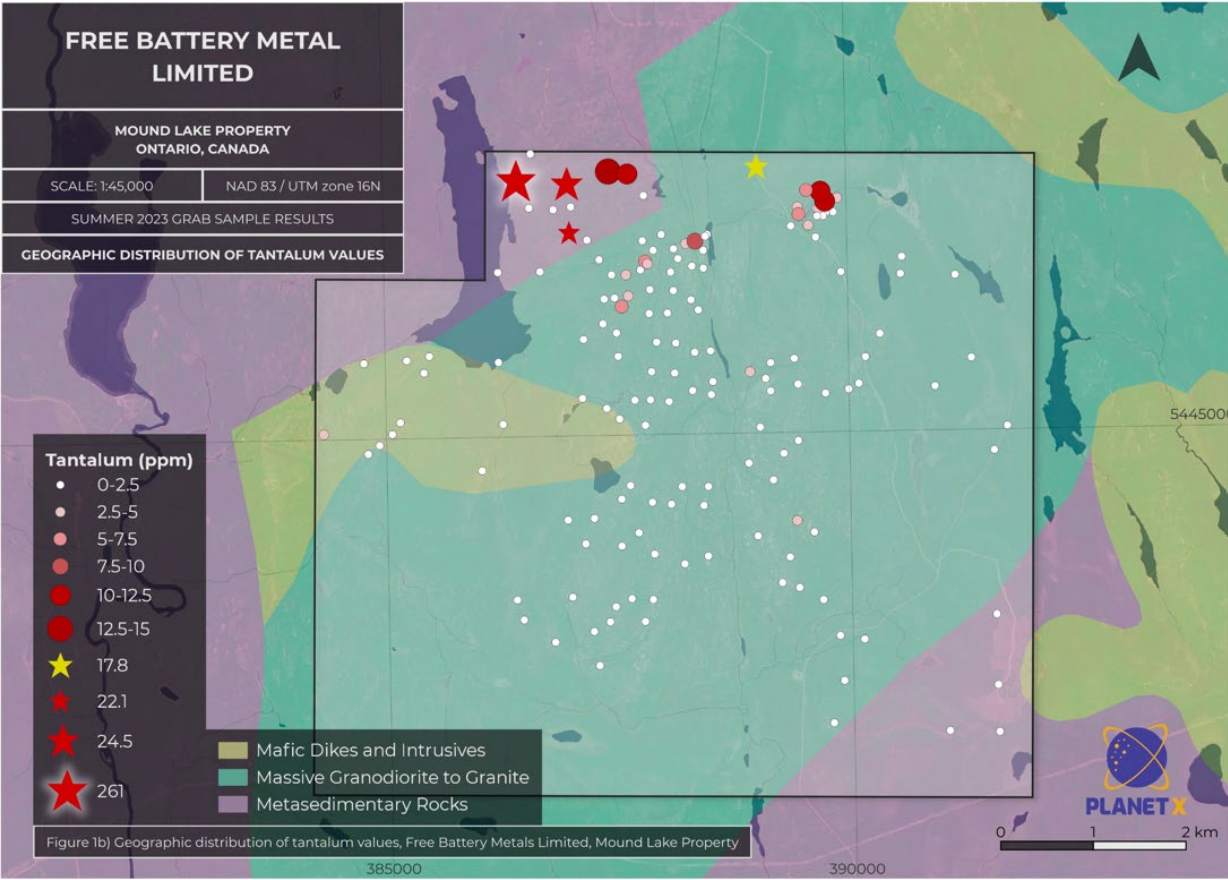 FREE BATTERY METAL
LIMITED
MOUND LAKE PROPERTY
ONTARIO, CANADA
SCALE: 1:45,000
NAD 83 / UTM zone 16N
SUMMER 2023 GRAB SAMPLE RESULTS
GEOGRAPHIC DISTRIBUTION OF TANTALUM VALUES
5445000
Tantalum (ppm)
0-2.5
2.5-5
5-7.5
7.5-10
10-12.5
12.5-15
17.8
22.1
24.5
261
Mafic Dikes and Intrusives
Massive Granodiorite to Granite
Metasedimentary Rocks
Figure 1b) Geographic distribution of tantalum values, Free Battery Metals Limited, Mound Lake Property
385000
390000
PLANET X
0 1 2 km